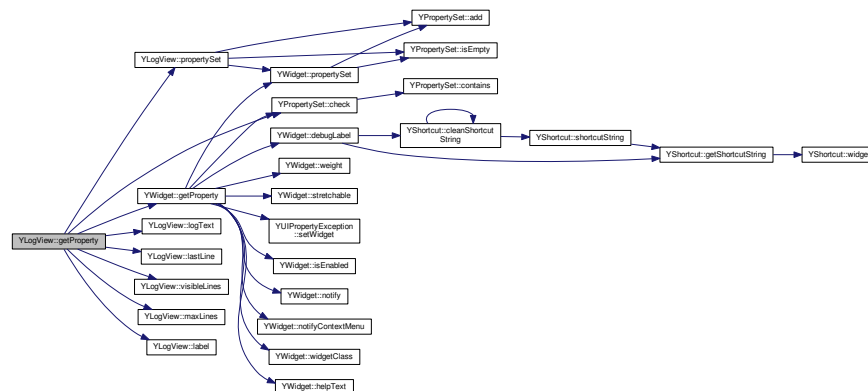 YPropertySet::add
YLogView::propertySet
YPropertySet::isEmpty
YWidget::propertySet
YPropertySet::check
YPropertySet::contains
YWidget::debugLabel
YShortcut::cleanShortcut
String
YShortcut::shortcutString
YShortcut::getShortcutString
YShortcut::widget
YWidget::weight
YWidget::getProperty
YWidget::stretchable
YLogView::logText
YUIPropertyException
::setWidget
YLogView::getProperty
YLogView::lastLine
YWidget::isEnabled
YLogView::visibleLines
YWidget::notify
YLogView::maxLines
YWidget::notifyContextMenu
YLogView::label
YWidget::widgetClass
YWidget::helpText